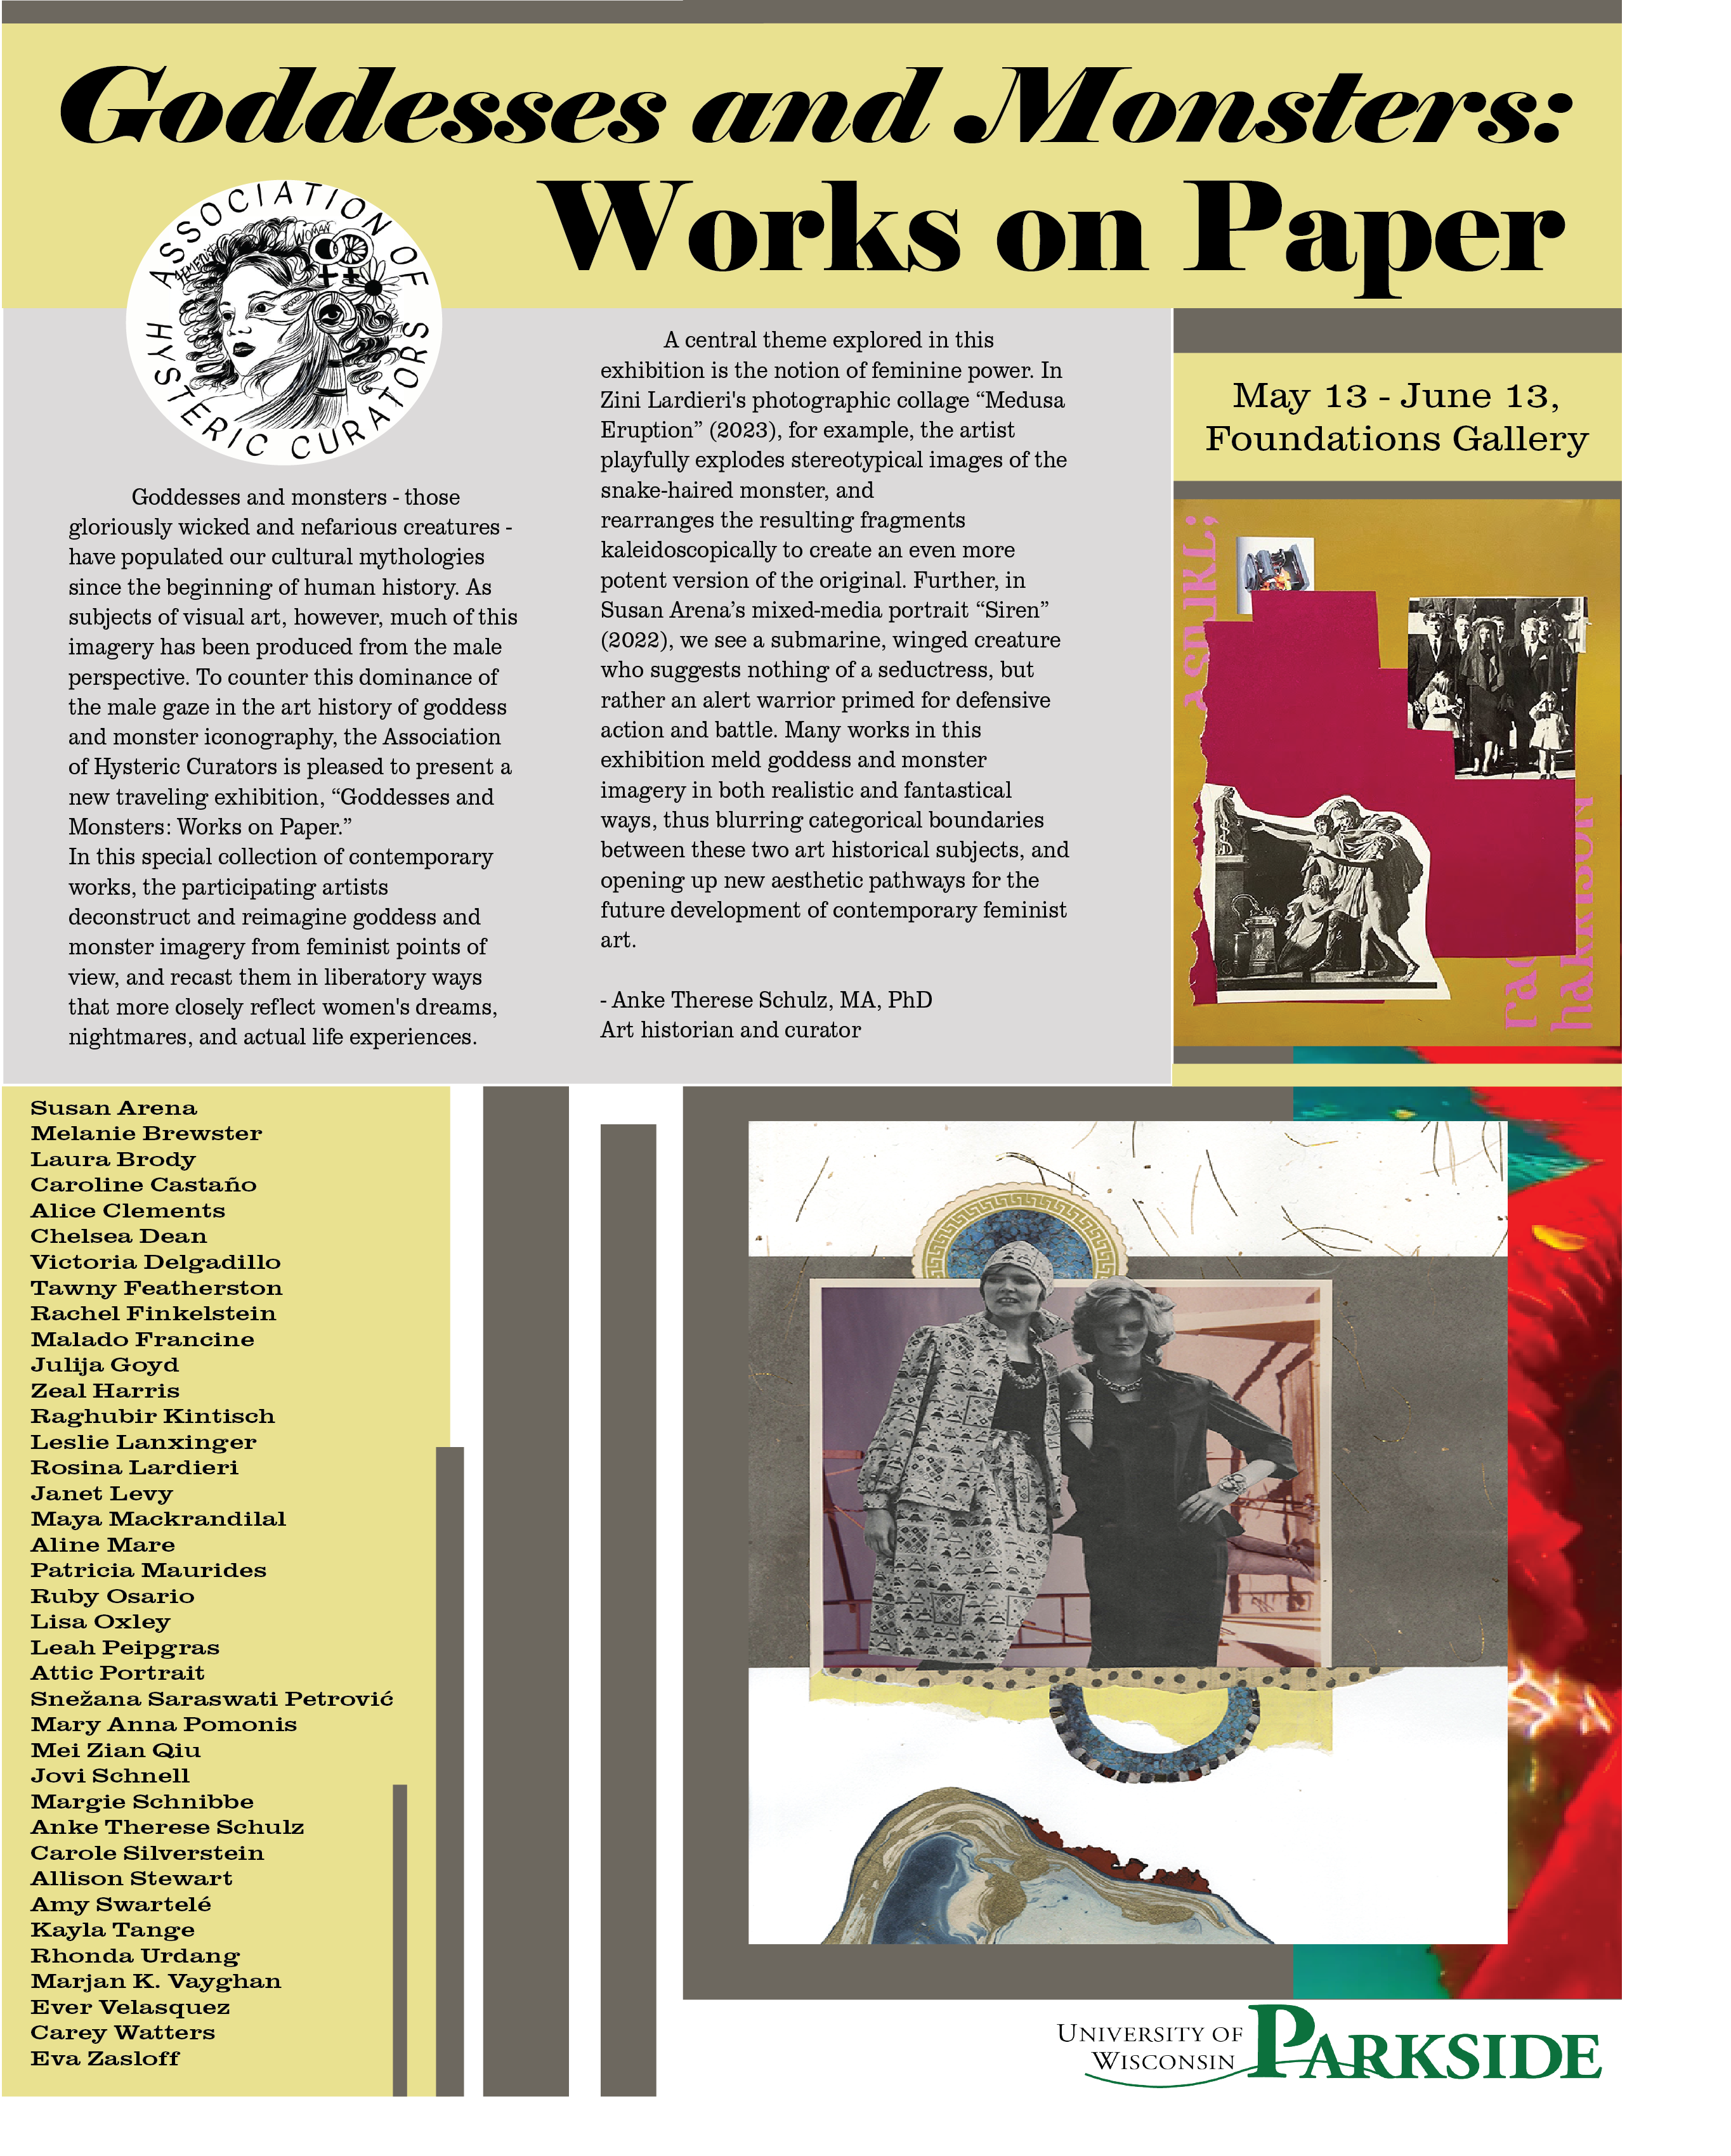 Goddesses and Monsters:
Works on Paper
ASSOCIATION OF
HYSTERIC CURATORS
Goddesses and monsters - those
gloriously wicked and nefarious creatures -
have populated our cultural mythologies
since the beginning of human history. As
subjects of visual art, however, much of this
imagery has been produced from the male
perspective. To counter this dominance of
the male gaze in the art history of goddess
and monster iconography, the Association
of Hysteric Curators is pleased to present a
new traveling exhibition, “Goddesses and
Monsters: Works on Paper.”
In this special collection of contemporary
works, the participating artists
deconstruct and reimagine goddess and
monster imagery from feminist points of
view, and recast them in liberatory ways
that more closely reflect women's dreams,
nightmares, and actual life experiences.
A central theme explored in this
exhibition is the notion of feminine power. In
Zini Lardieri's photographic collage “Medusa
Eruption” (2023), for example, the artist
playfully explodes stereotypical images of the
snake-haired monster, and
rearranges the resulting fragments
kaleidoscopically to create an even more
potent version of the original. Further, in
Susan Arena’s mixed-media portrait “Siren”
(2022), we see a submarine, winged creature
who suggests nothing of a seductress, but
rather an alert warrior primed for defensive
action and battle. Many works in this
exhibition meld goddess and monster
imagery in both realistic and fantastical
ways, thus blurring categorical boundaries
between these two art historical subjects, and
opening up new aesthetic pathways for the
future development of contemporary feminist
art.
- Anke Therese Schulz, MA, PhD
Art historian and curator
May 13 - June 13,
Foundations Gallery
Susan Arena
Melanie Brewster
Laura Brody
Caroline Castaño
Alice Clements
Chelsea Dean
Victoria Delgadillo
Tawny Featherston
Rachel Finkelstein
Malado Francine
Julija Goyd
Zeal Harris
Raghubir Kintisch
Leslie Lanxinger
Rosina Lardieri
Janet Levy
Maya Mackrandilal
Aline Mare
Patricia Maurides
Ruby Osario
Lisa Oxley
Leah Peipgras
Attic Portrait
Snežana Saraswati Petrović
Mary Anna Pomonis
Mei Zian Qiu
Jovi Schnell
Margie Schnibbe
Anke Therese Schulz
Carole Silverstein
Allison Stewart
Amy Swartelé
Kayla Tange
Rhonda Urdang
Marjan K. Vayghan
Ever Velasquez
Carey Watters
Eva Zasloff
UNIVERSITY OF
WISCONSIN
PARKSIDE